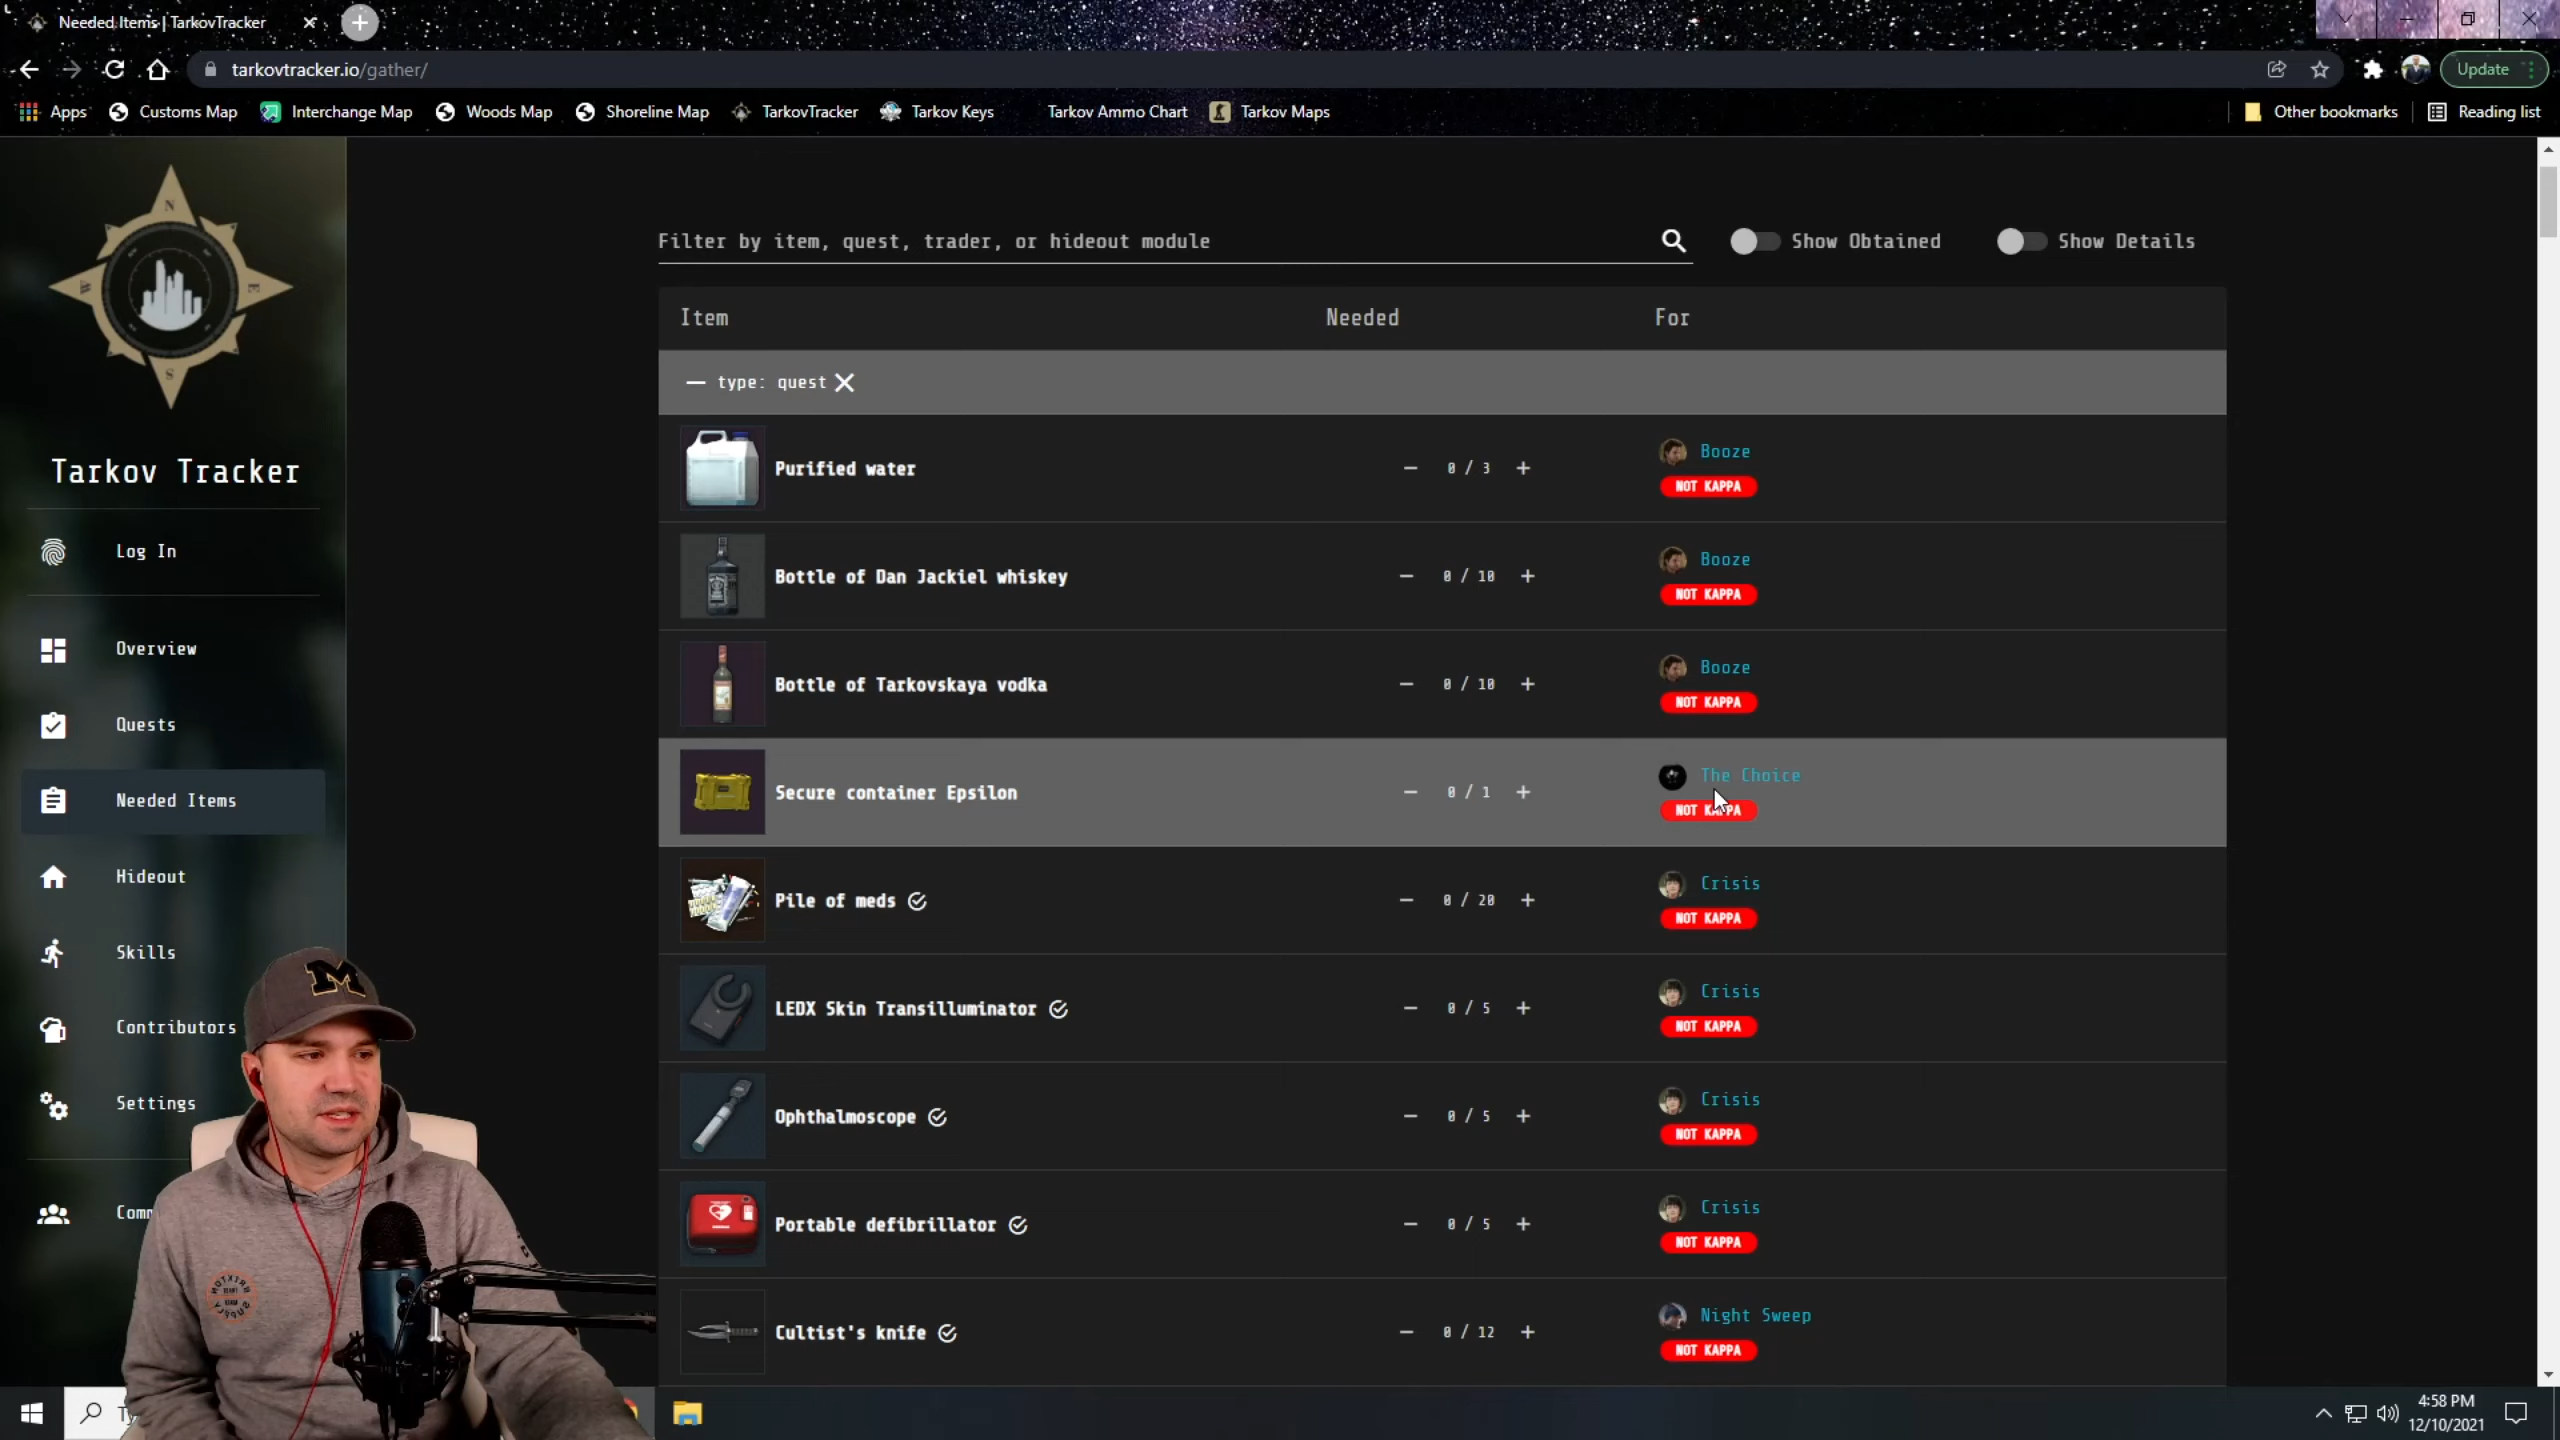 Needed Items | TarkovTracker
tarkovtracker.io/gather/
Update
Apps
Customs Map
Interchange Map
Woods Map
Shoreline Map
TarkovTracker
Tarkov Keys
Tarkov Ammo Chart
Tarkov Maps
Other bookmarks
Reading list
N
S
Tarkov Tracker
Log In
Overview
Quests
Needed Items
Hideout
Skills
Contributors
Settings
Filter by item, quest, trader, or hideout module
Show Obtained
Show Details
Item Needed For
type: quest
Purified water 0 / 3 Booze
NOT KAPPA
Bottle of Dan Jackiel whiskey 0 / 10 Booze
NOT KAPPA
Bottle of Tarkovskaya vodka 0 / 10 Booze
NOT KAPPA
Secure container Epsilon 0 / 1 The Choice
NOT KAPPA
Pile of meds 0 / 20 Crisis
NOT KAPPA
LEDX Skin Transilluminator 0 / 5 Crisis
NOT KAPPA
Ophthalmoscope 0 / 5 Crisis
NOT KAPPA
Portable defibrillator 0 / 5 Crisis
NOT KAPPA
Cultist's knife 0 / 12 Night Sweep
NOT KAPPA
M
4:58 PM
12/10/2021